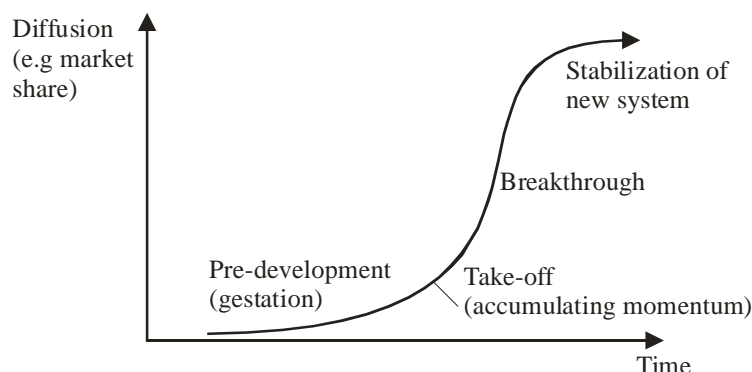 Diffusion
(e.g market
share)
Stabilization of
new system
Breakthrough
Pre-development
(gestation)
Take-off
(accumulating momentum)
Time